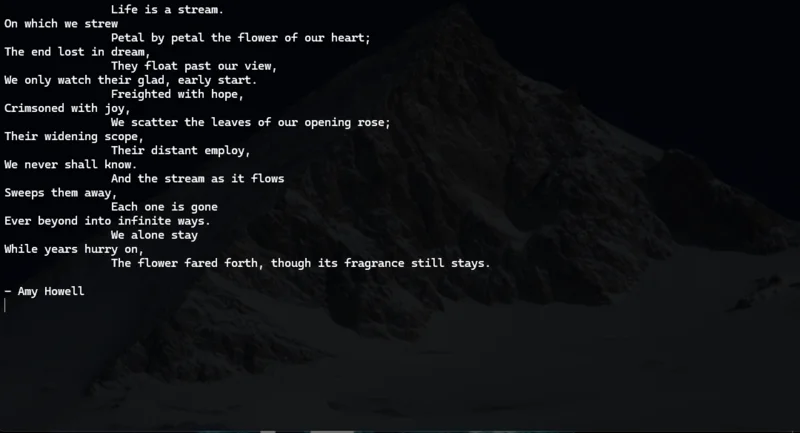 Life is a stream.
On which we strew
Petal by petal the flower of our heart;
The end lost in dream,
They float past our view,
We only watch their glad, early start.
Freighted with hope,
Crimsoned with joy,
We scatter the leaves of our opening rose;
Their widening scope,
Their distant employ,
We never shall know.
And the stream as it flows
Sweeps them away,
Each one is gone
Ever beyond into infinite ways.
We alone stay
While years hurry on,
The flower fared forth, though its fragrance still stays.
— Amy Howell